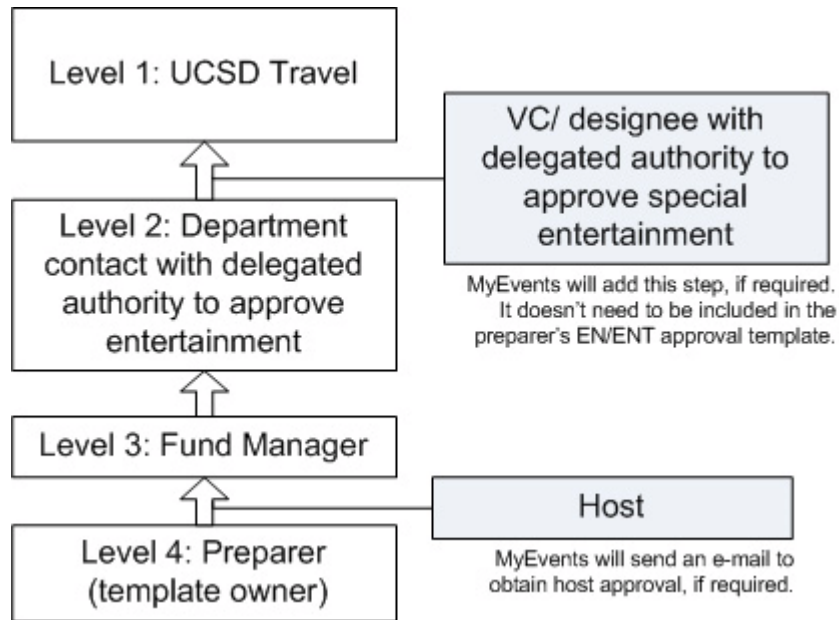 Level 1: UCSD Travel
VC/ designee with
delegated authority to
approve special
entertainment
MyEvents will add this step, if required.
It doesn't need to be included in the
preparer's EN/ENT approval template.
Level 2: Department
contact with delegated
authority to approve
entertainment
Level 3: Fund Manager
Host
MyEvents will send an e-mail to
obtain host approval, if required.
Level 4: Preparer
(template owner)